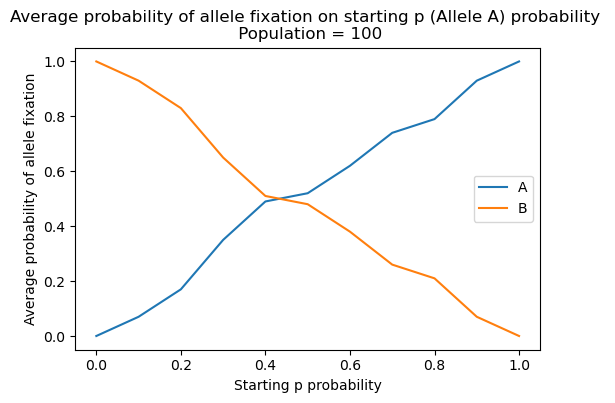 Average probability of allele fixation on starting p (Allele A) probability
Population = 100
Average probability of allele fixation
1.0
0.8
0.6
0.4
0.2
0.0
A
B
0.0 0.2 0.4 0.6 0.8 1.0
Starting p probability